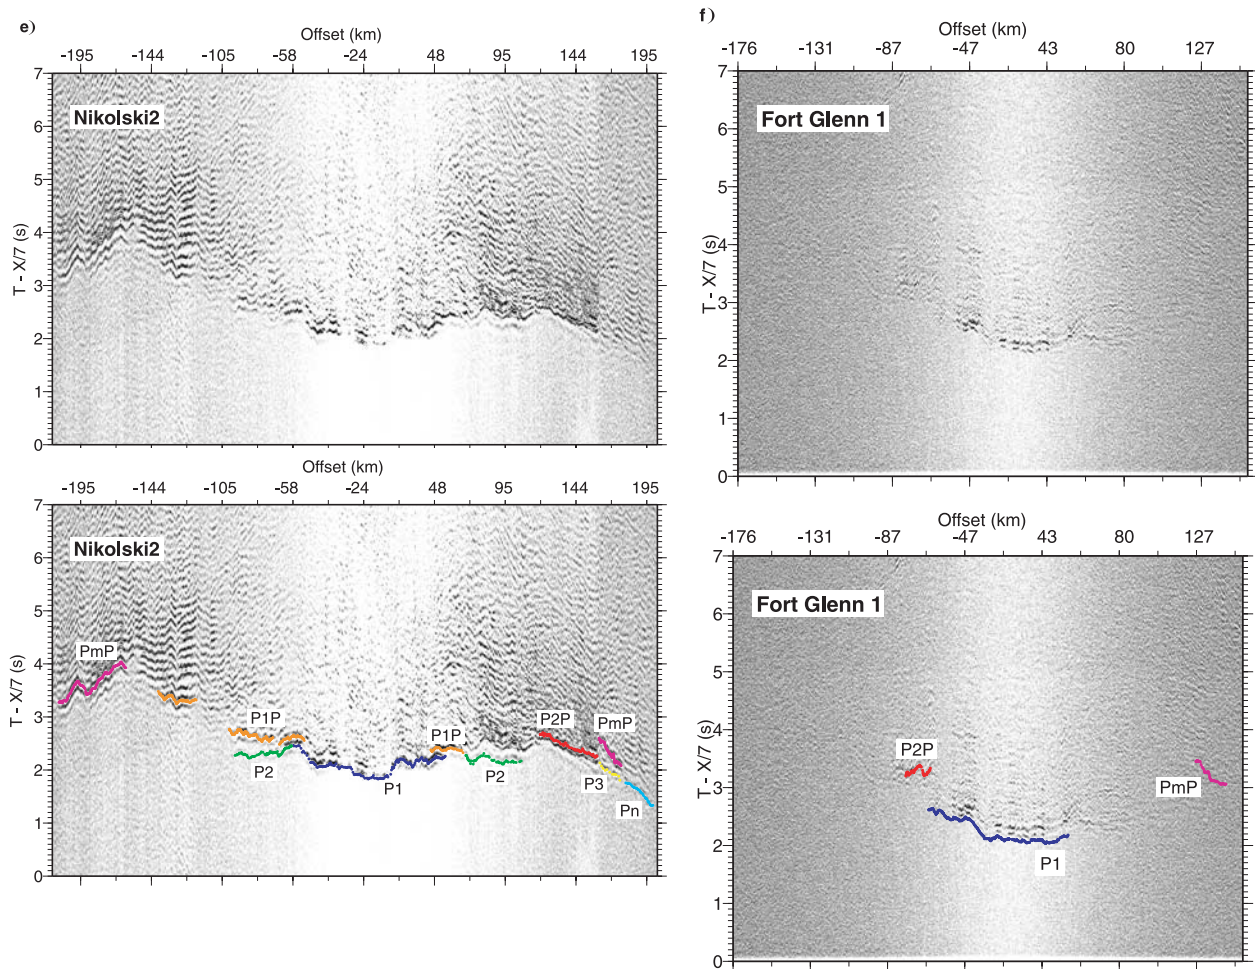 e)
Offset (km)
-195 -144 -105 -58 -24 48 95 144 195
7
6
5
4
3
2
1
0
T - X/7 (s)
Nikolski2
Offset (km)
-195 -144 -105 -58 -24 48 95 144 195
7
6
5
4
3
2
1
0
T - X/7 (s)
Nikolski2
PmP
P1P
P2
P1
P1P
P2
P2P
PmP
P3
Pn
f)
Offset (km)
-176 -131 -87 -47 43 80 127
7
6
5
4
3
2
1
0
T - X/7 (s)
Fort Glenn 1
Offset (km)
-176 -131 -87 -47 43 80 127
7
6
5
4
3
2
1
0
T - X/7 (s)
Fort Glenn 1
P2P
PmP
P1